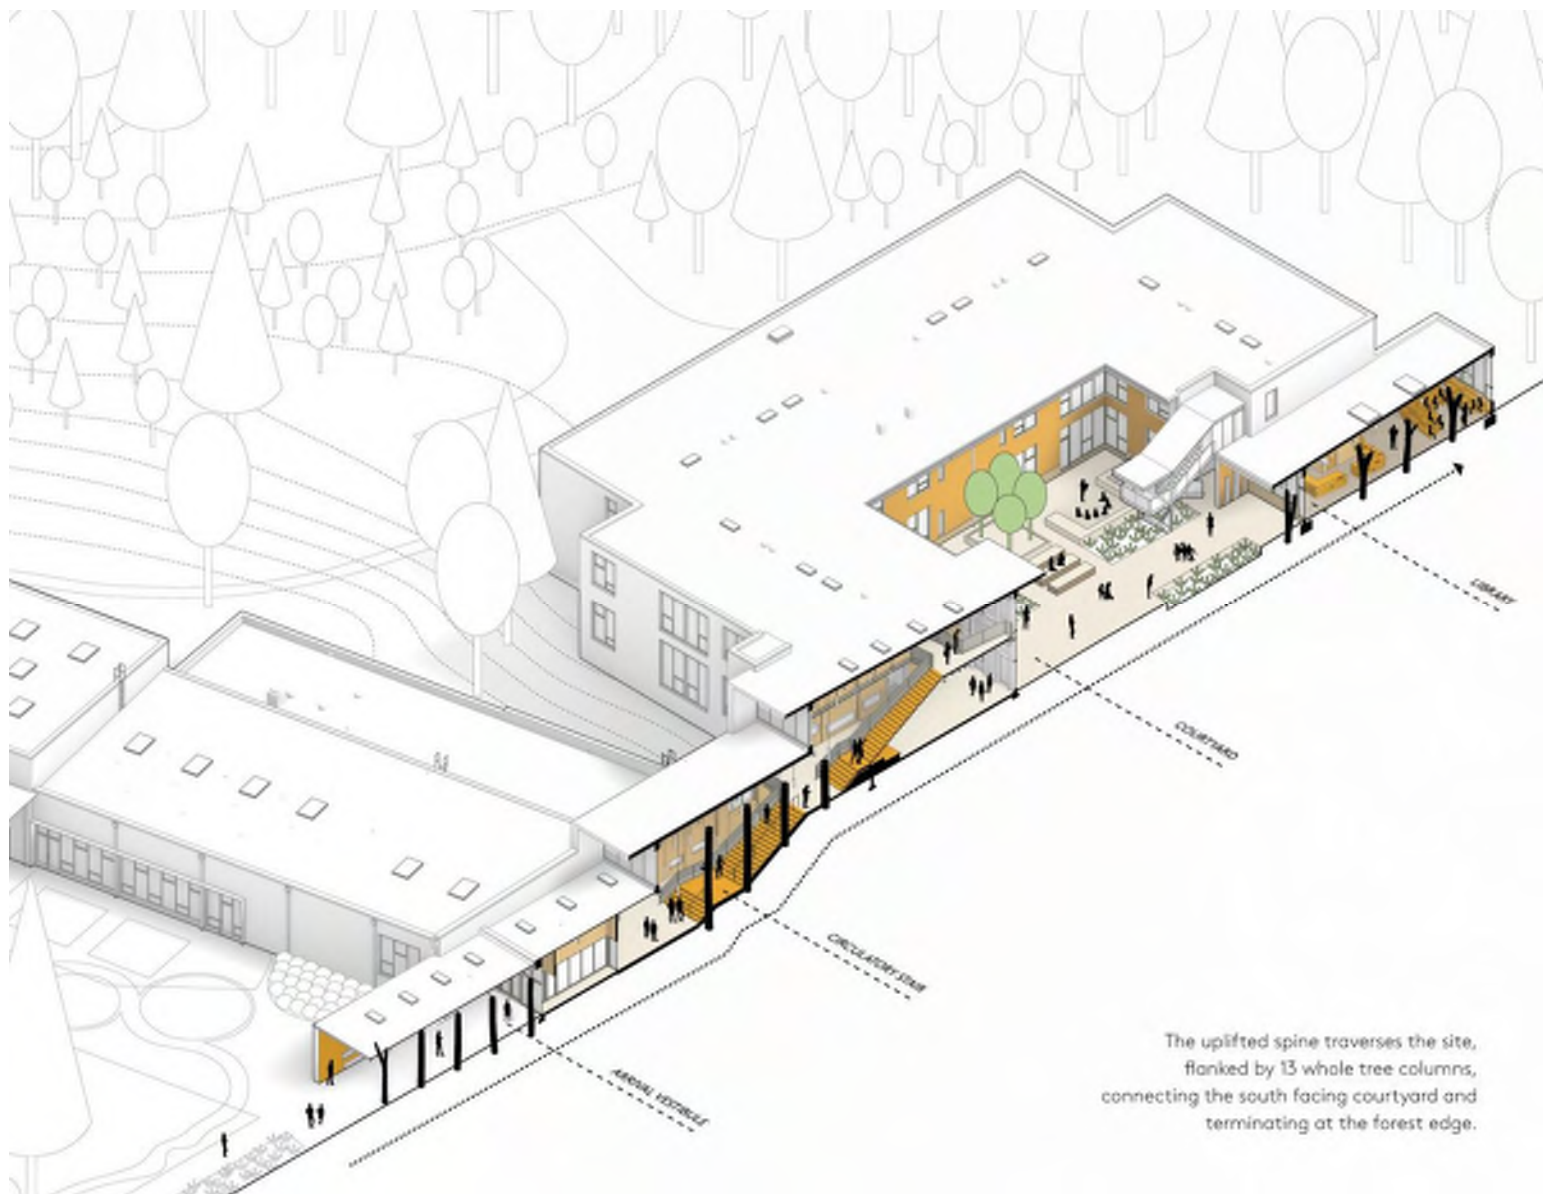 LIBRARY
COURTYARD
CIRCULATORY STAIR
ARRIVAL VESTIBULE
The uplifted spine traverses the site,
flanked by 13 whole tree columns,
connecting the south facing courtyard and
terminating at the forest edge.